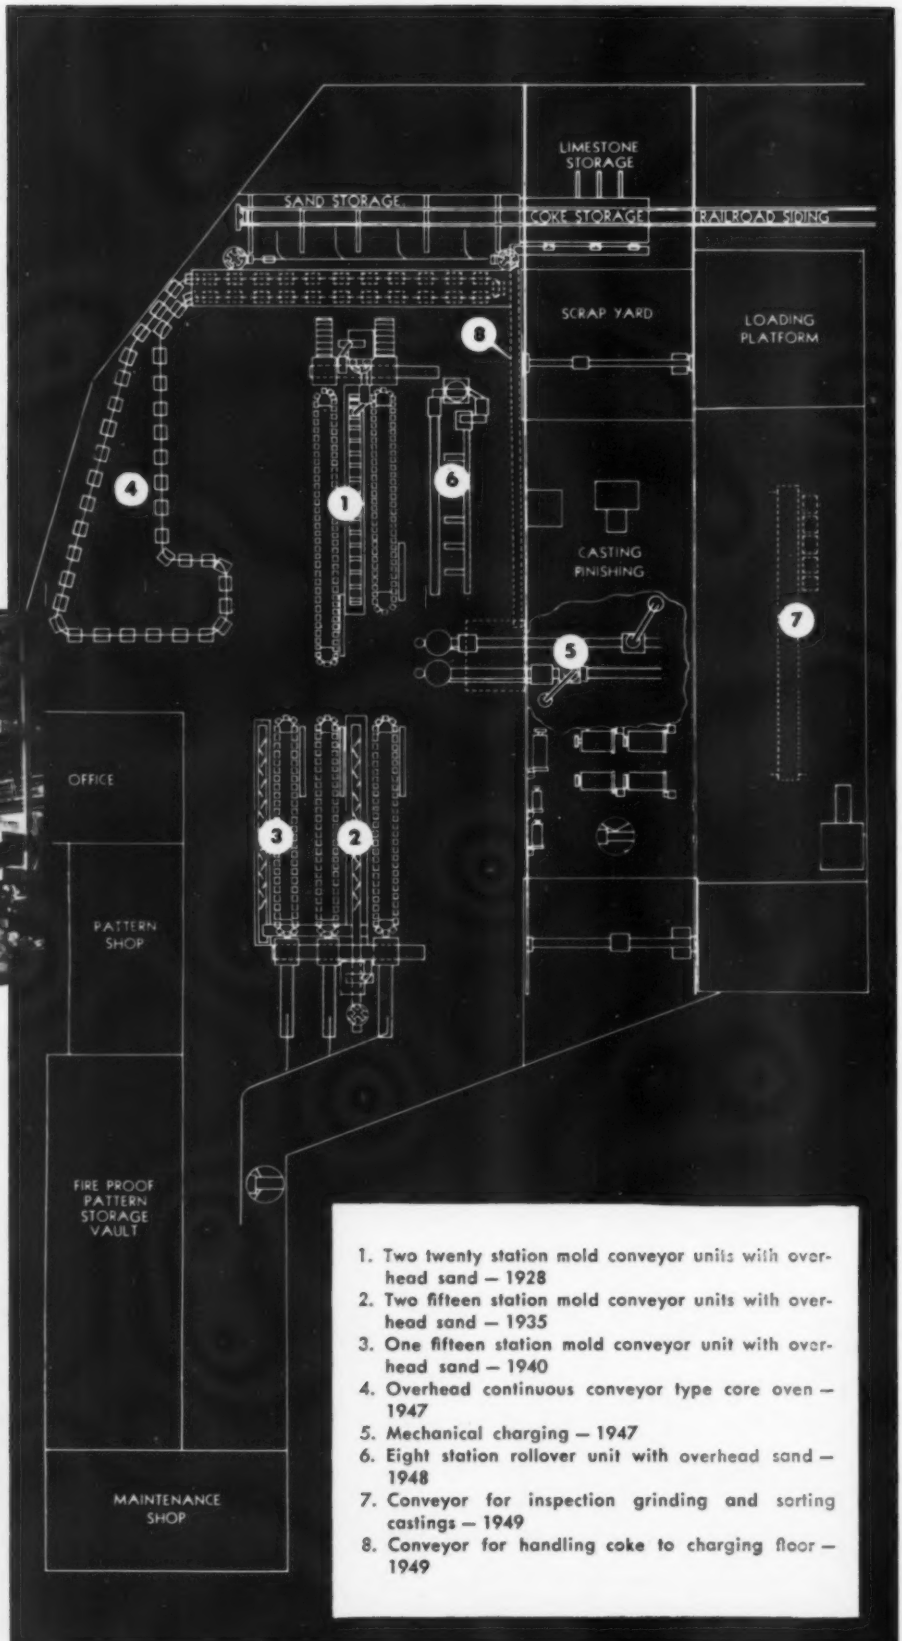 LIMESTONE
STORAGE
SAND STORAGE.
COKE STORAGE
RAILROAD SIDING
SCRAP YARD
LOADING
PLATFORM
8
4
1
6
CASTING
FINISHING
7
5
OFFICE
3
2
PATTERN
SHOP
FIRE PROOF
PATTERN
STORAGE
VAULT
MAINTENANCE
SHOP
1. Two twenty station mold conveyor units with over-
head sand — 1928
2. Two fifteen station mold conveyor units with over-
head sand — 1935
3. One fifteen station mold conveyor unit with over-
head sand — 1940
4. Overhead continuous conveyor type core oven —
1947
5. Mechanical charging — 1947
6. Eight station rollover unit with overhead sand —
1948
7. Conveyor for inspection grinding and sorting
castings — 1949
8. Conveyor for handling coke to charging floor —
1949